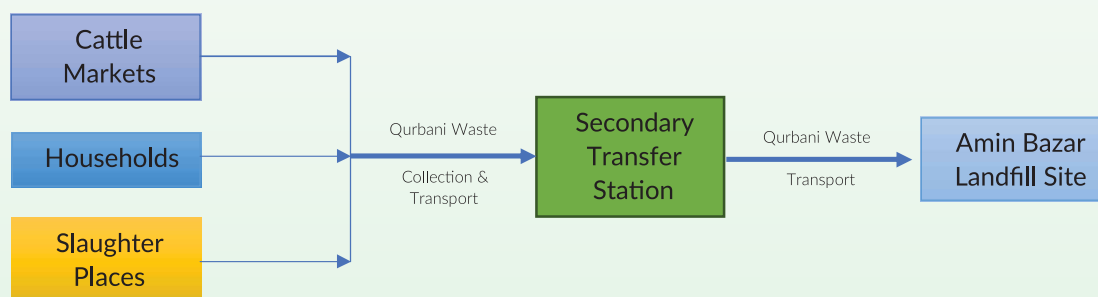 Cattle
Markets
Households
Slaughter
Places
Qurbani Waste
Collection &
Transport
Secondary
Transfer
Station
Qurbani Waste
Transport
Amin Bazar
Landfill Site